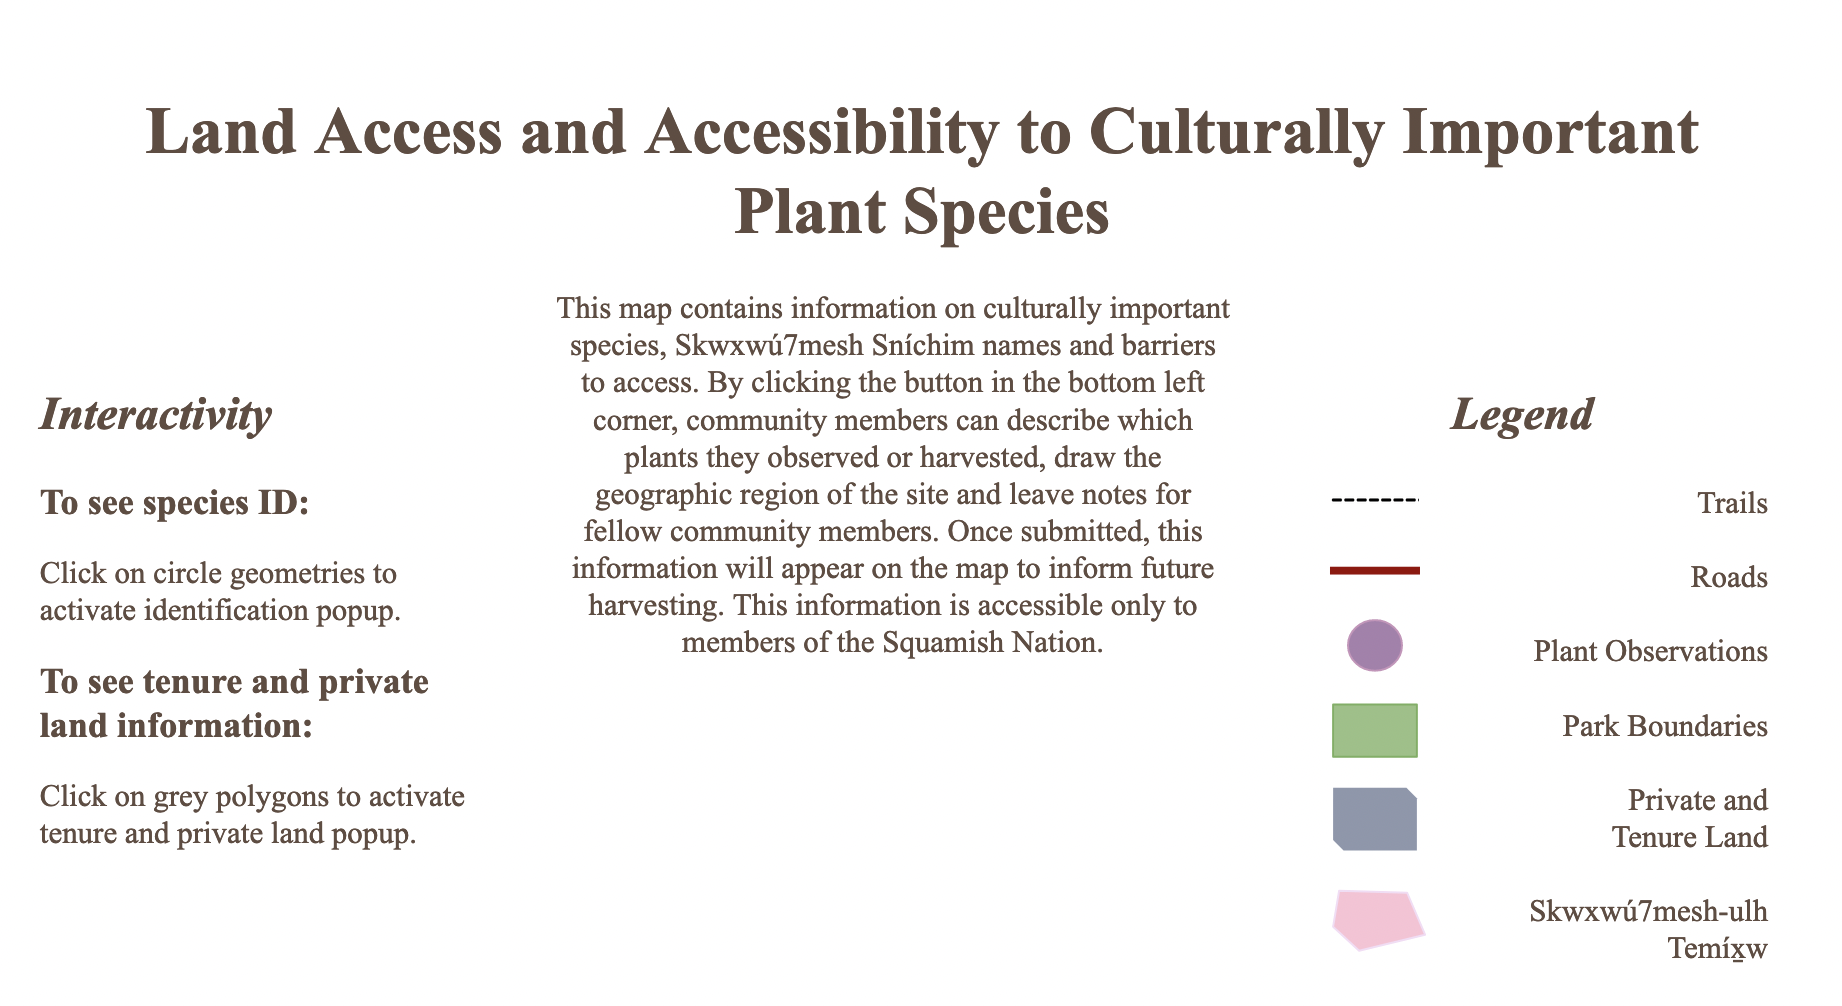 Land Access and Accessibility to Culturally Important
Plant Species
This map contains information on culturally important
species, Skwxwú7mesh Sníchim names and barriers
to access. By clicking the button in the bottom left
corner, community members can describe which
plants they observed or harvested, draw the
geographic region of the site and leave notes for
fellow community members. Once submitted, this
information will appear on the map to inform future
harvesting. This information is accessible only to
members of the Squamish Nation.
Interactivity
To see species ID:
Click on circle geometries to
activate identification popup.
To see tenure and private
land information:
Click on grey polygons to activate
tenure and private land popup.
Legend
Trails
Roads
Plant Observations
Park Boundaries
Private and
Tenure Land
Skwxwú7mesh-ulh
Temíx̱w